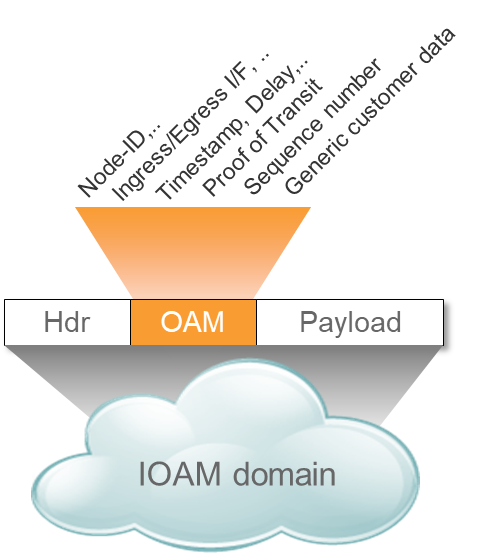 Node-ID,..
Ingress/Egress I/F, ..
Timestamp, Delay,..
Proof of Transit
Sequence number
Generic customer data
Hdr
OAM
Payload
IOAM domain